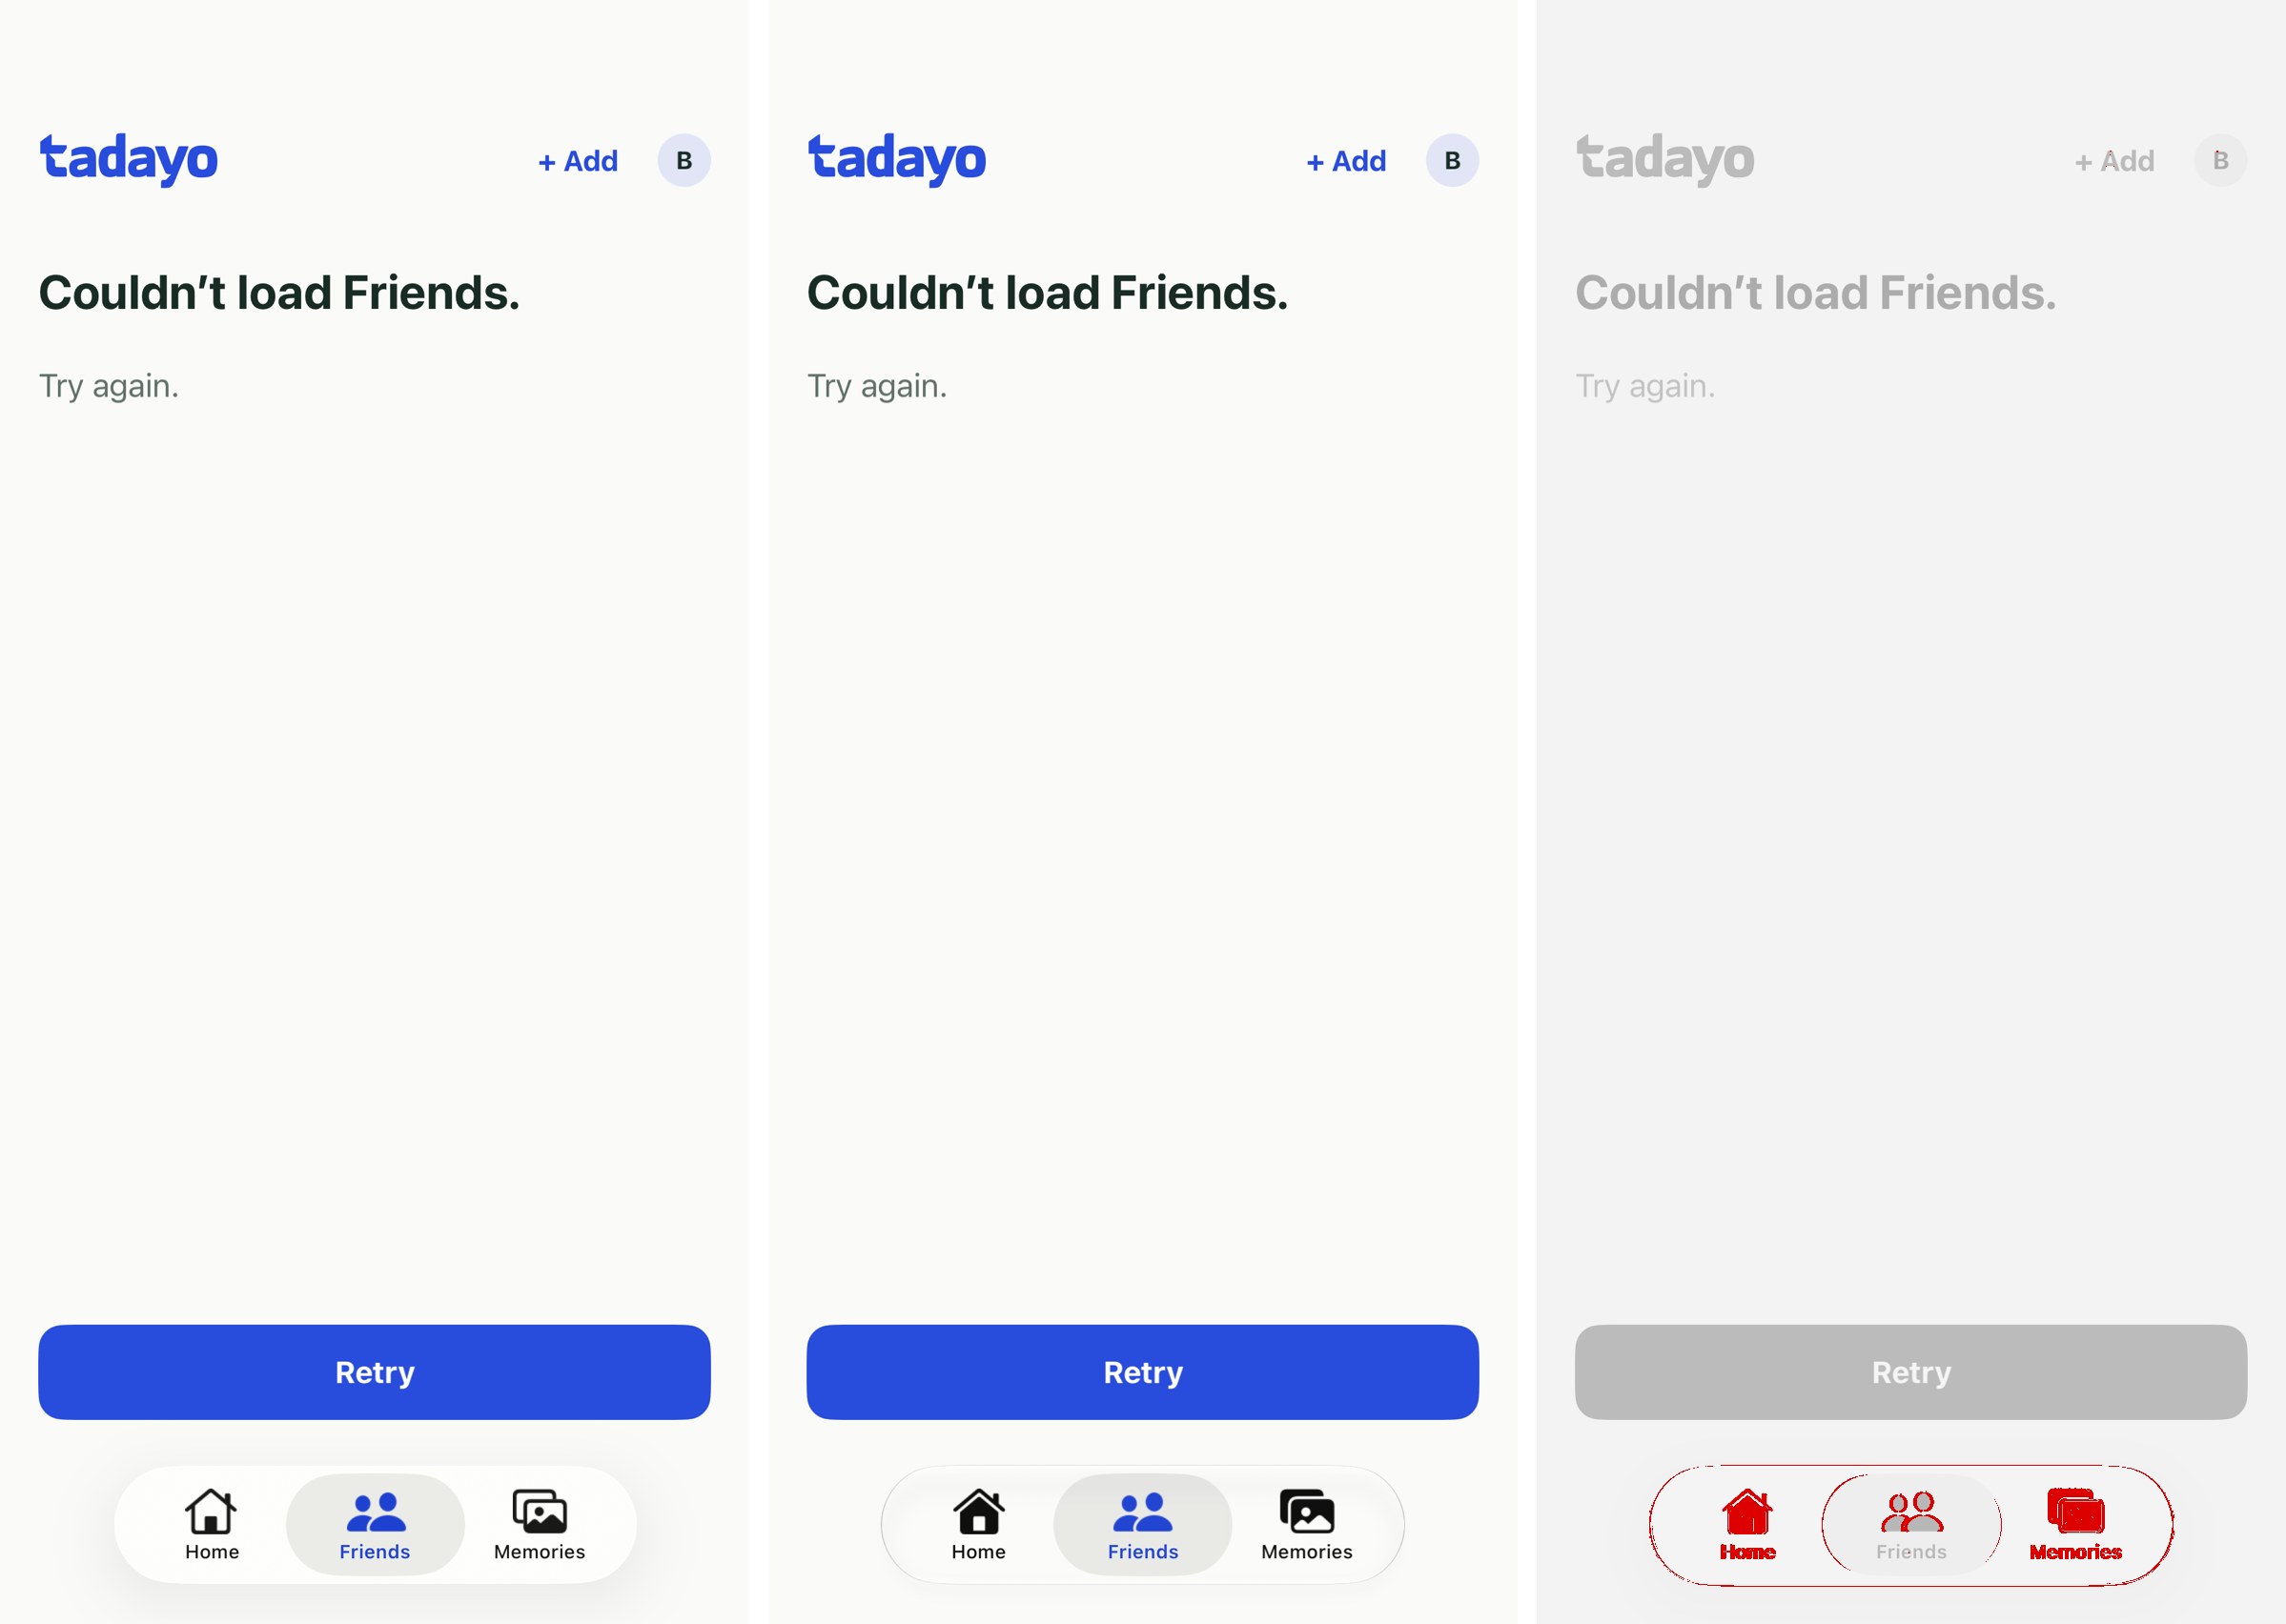 tadayo + Add B
Couldn’t load Friends.
Try again.
Retry
Home Friends Memories
tadayo + Add B
Couldn’t load Friends.
Try again.
Retry
Home Friends Memories
tadayo + Add B
Couldn’t load Friends.
Try again.
Retry
Home Friends Memories